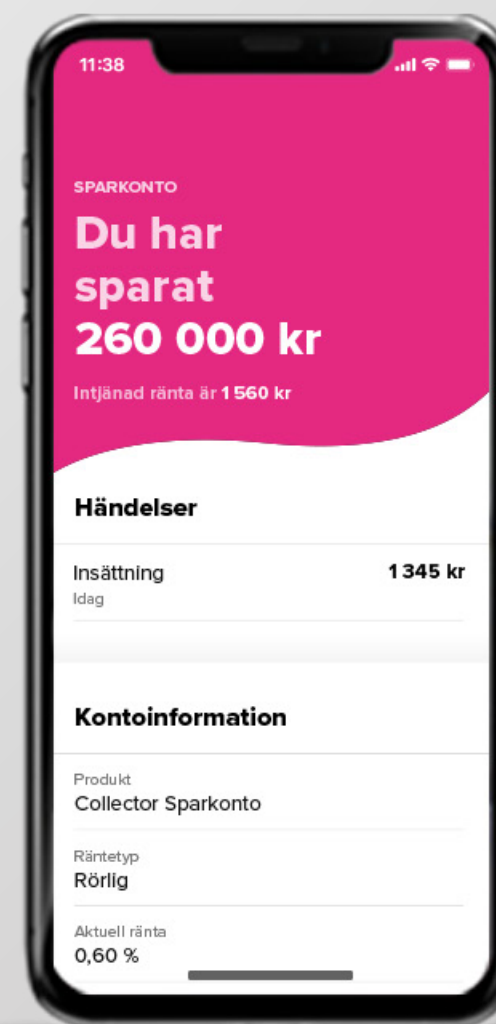 11:38
SPARKONTO
Du har
sparat
260 000 kr
Intjänad ränta är 1 560 kr
Händelser
Insättning 1 345 kr
Idag
Kontoinformation
Produkt
Collector Sparkonto
Räntetyp
Rörlig
Aktuell ränta
0,60 %